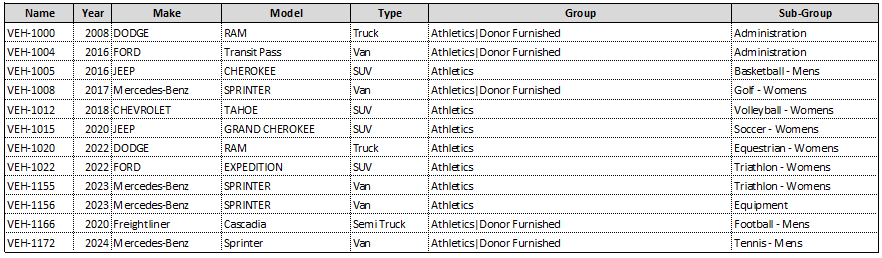 Name Year Make Model Type Group Sub-Group
VEH-1000 2008 DODGE RAM Truck Athletics|Donor Furnished Administration
VEH-1004 2016 FORD Transit Pass Van Athletics|Donor Furnished Administration
VEH-1005 2016 JEEP CHEROKEE SUV Athletics Basketball - Mens
VEH-1008 2017 Mercedes-Benz SPRINTER Van Athletics|Donor Furnished Golf - Womens
VEH-1012 2018 CHEVROLET TAHOE SUV Athletics Volleyball - Womens
VEH-1015 2020 JEEP GRAND CHEROKEE SUV Athletics Soccer - Womens
VEH-1020 2022 DODGE RAM Truck Athletics Equestrian - Womens
VEH-1022 2022 FORD EXPEDITION SUV Athletics Triathlon - Womens
VEH-1155 2023 Mercedes-Benz SPRINTER Van Athletics Triathlon - Womens
VEH-1156 2023 Mercedes-Benz SPRINTER Van Athletics Equipment
VEH-1166 2020 Freightliner Cascadia Semi Truck Athletics|Donor Furnished Football - Mens
VEH-1172 2024 Mercedes-Benz Sprinter Van Athletics|Donor Furnished Tennis - Mens